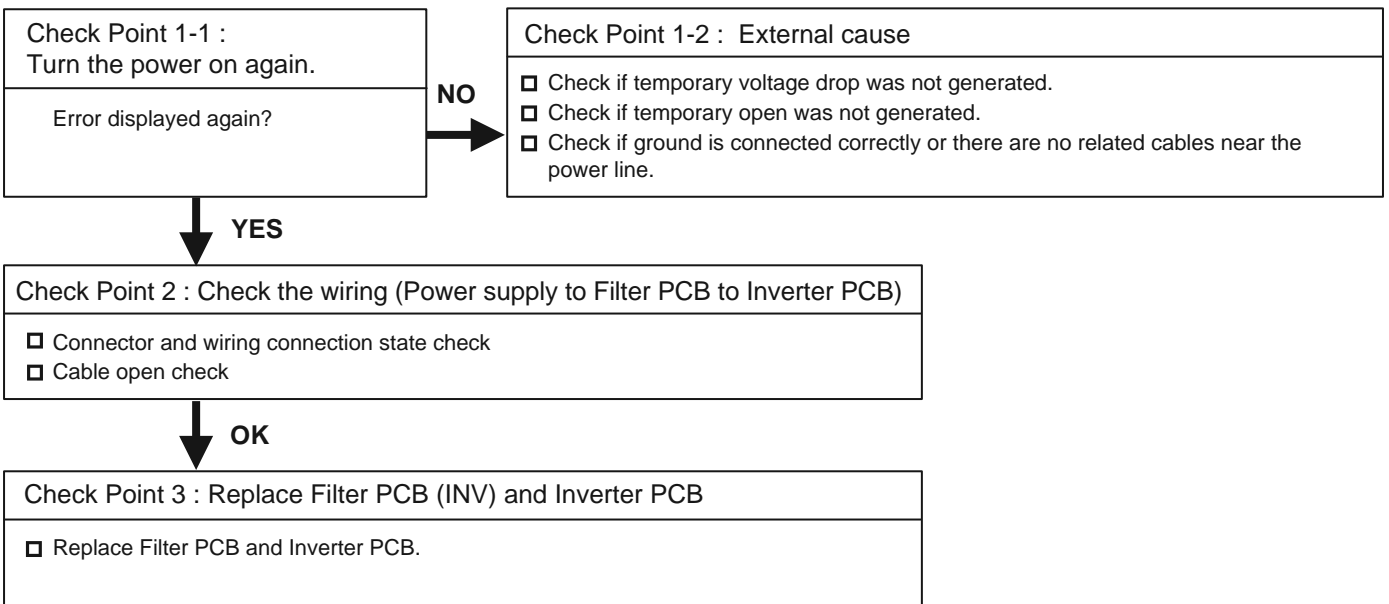 Check Point 1-1 :
Turn the power on again.
Error displayed again?
NO
Check Point 1-2 :  External cause
Check if temporary voltage drop was not generated.
Check if temporary open was not generated.
Check if ground is connected correctly or there are no related cables near the
power line.
YES
Check Point 2 : Check the wiring (Power supply to Filter PCB to Inverter PCB)
Connector and wiring connection state check
Cable open check
OK
Check Point 3 : Replace Filter PCB (INV) and Inverter PCB
Replace Filter PCB and Inverter PCB.